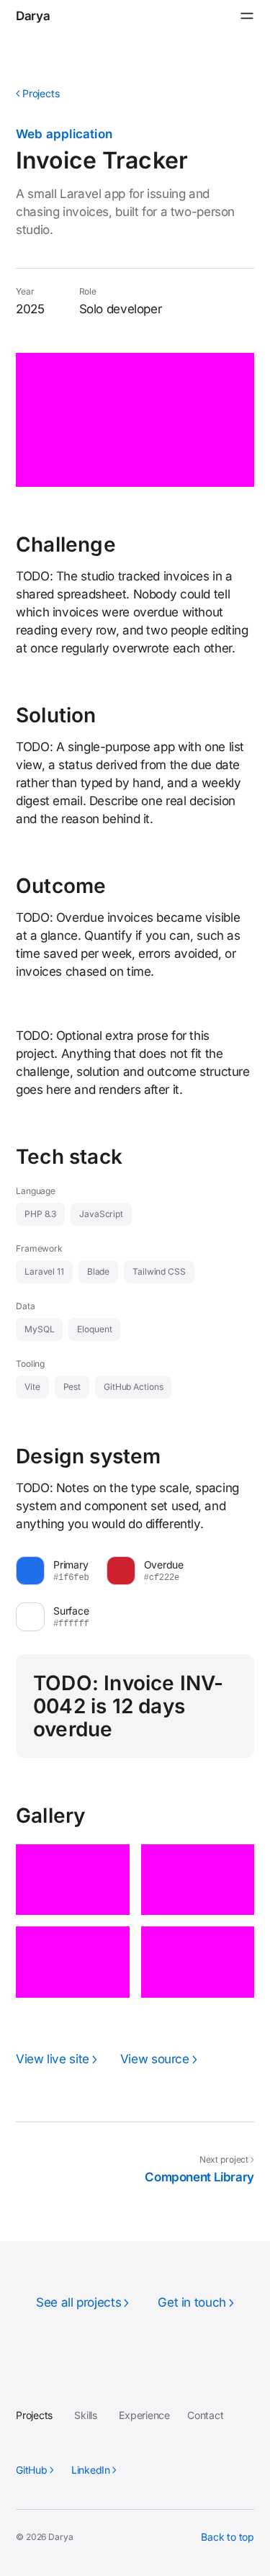 Darya
Projects
Web application
Invoice Tracker
A small Laravel app for issuing and
chasing invoices, built for a two-person
studio.
Year
Role
2025
Solo developer
Challenge
TODO: The studio tracked invoices in a
shared spreadsheet. Nobody could tell
which invoices were overdue without
reading every row, and two people editing
at once regularly overwrote each other.
Solution
TODO: A single-purpose app with one list
view, a status derived from the due date
rather than typed by hand, and a weekly
digest email. Describe one real decision
and the reason behind it.
Outcome
TODO: Overdue invoices became visible
at a glance. Quantify if you can, such as
time saved per week, errors avoided, or
invoices chased on time.
TODO: Optional extra prose for this
project. Anything that does not fit the
challenge, solution and outcome structure
goes here and renders after it.
Tech stack
Language
PHP 8.3 JavaScript
Framework
Laravel 11 Blade Tailwind CSS
Data
MySQL Eloquent
Tooling
Vite Pest GitHub Actions
Design system
TODO: Notes on the type scale, spacing
system and component set used, and
anything you would do differently.
Primary
#1f6feb
Overdue
#cf222e
Surface
#ffffff
TODO: Invoice INV-
0042 is 12 days
overdue
Gallery
View live site View source
Next project
Component Library
See all projects Get in touch
Projects Skills Experience Contact
GitHub LinkedIn
© 2026 Darya Back to top